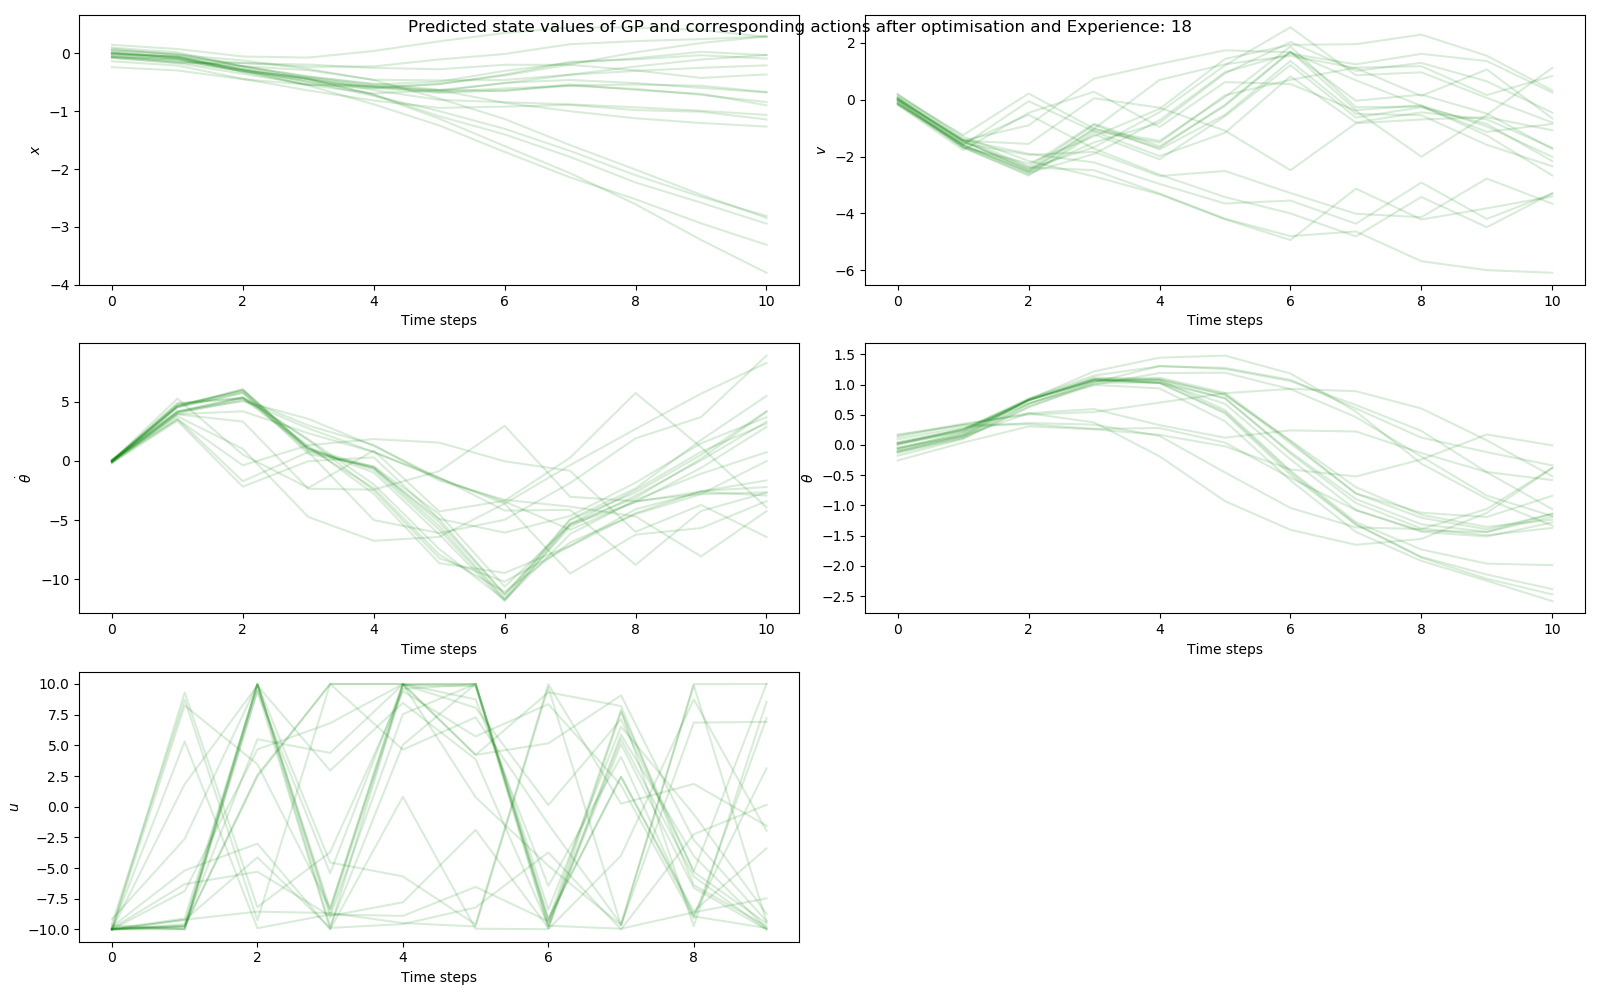 Predicted state values of GP and corresponding actions after optimisation and Experience: 18
0
−1
−2
−3
−4
x
0 2 4 6 8 10
Time steps
2
0
−2
−4
−6
v
0 2 4 6 8 10
Time steps
5
0
−5
−10
θ̇
0 2 4 6 8 10
Time steps
1.5
1.0
0.5
0.0
−0.5
−1.0
−1.5
−2.0
−2.5
θ
0 2 4 6 8 10
Time steps
10.0
7.5
5.0
2.5
0.0
−2.5
−5.0
−7.5
−10.0
u
0 2 4 6 8
Time steps